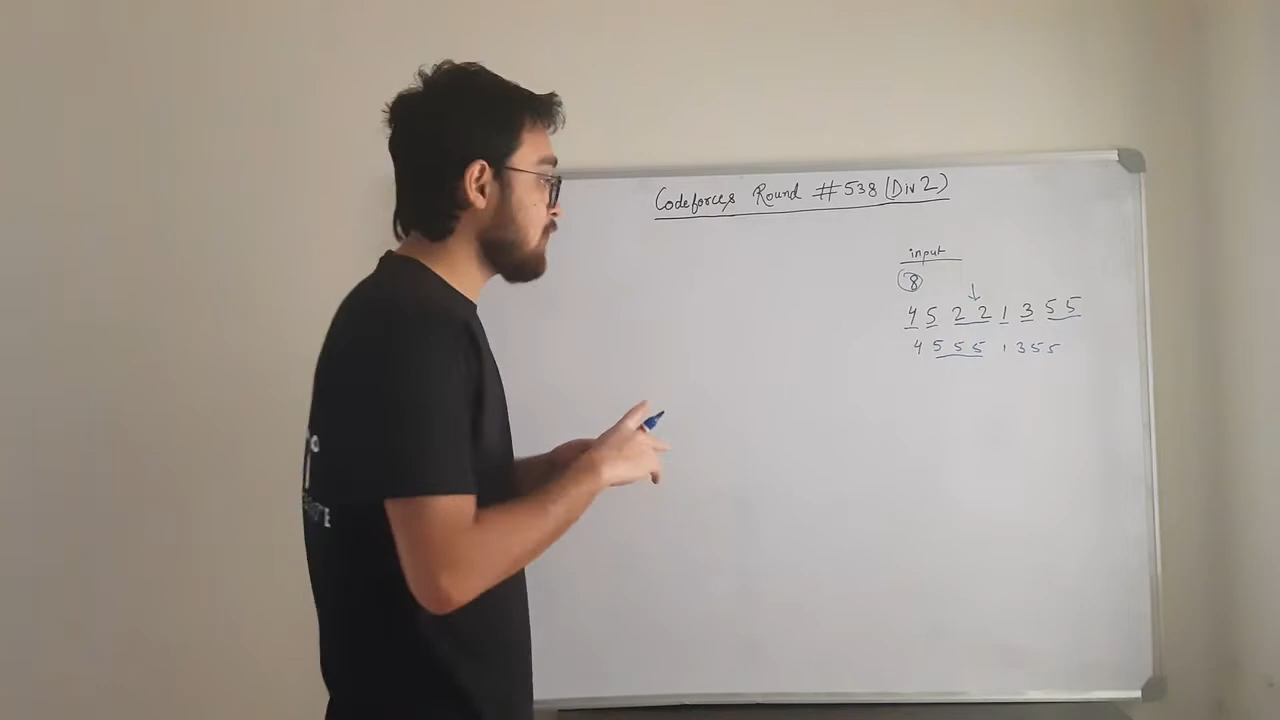 Codeforces Round #538 (Div 2)
input
8
4 5 2 2 1 3 5 5
4 5 5 5 1 3 5 5